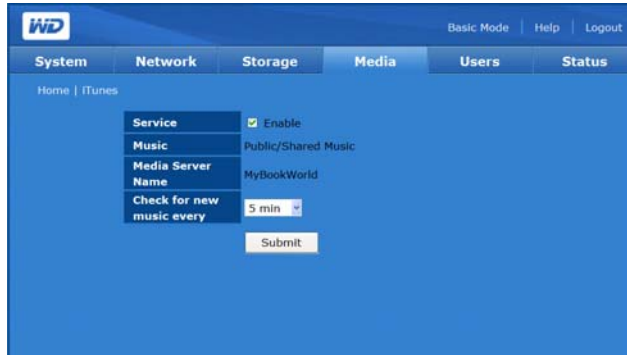 WD
Basic Mode | Help | Logout
System Network Storage Media Users Status
Home | iTunes
Service Enable
Music Public/Shared Music
Media Server
Name
MyBookWorld
Check for new
music every
5 min
Submit